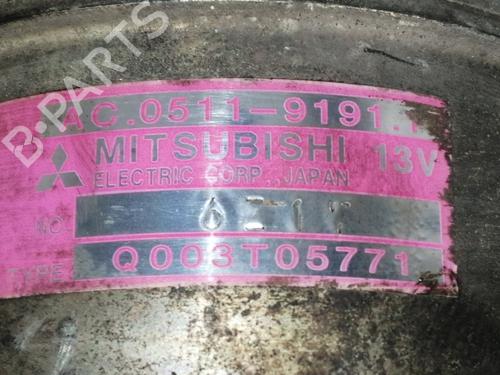 B-PARTS
AC.0511-9191.
MITSUBISHI 13V
ELECTRIC CORP., JAPAN
NO.
TYPE Q003T05771